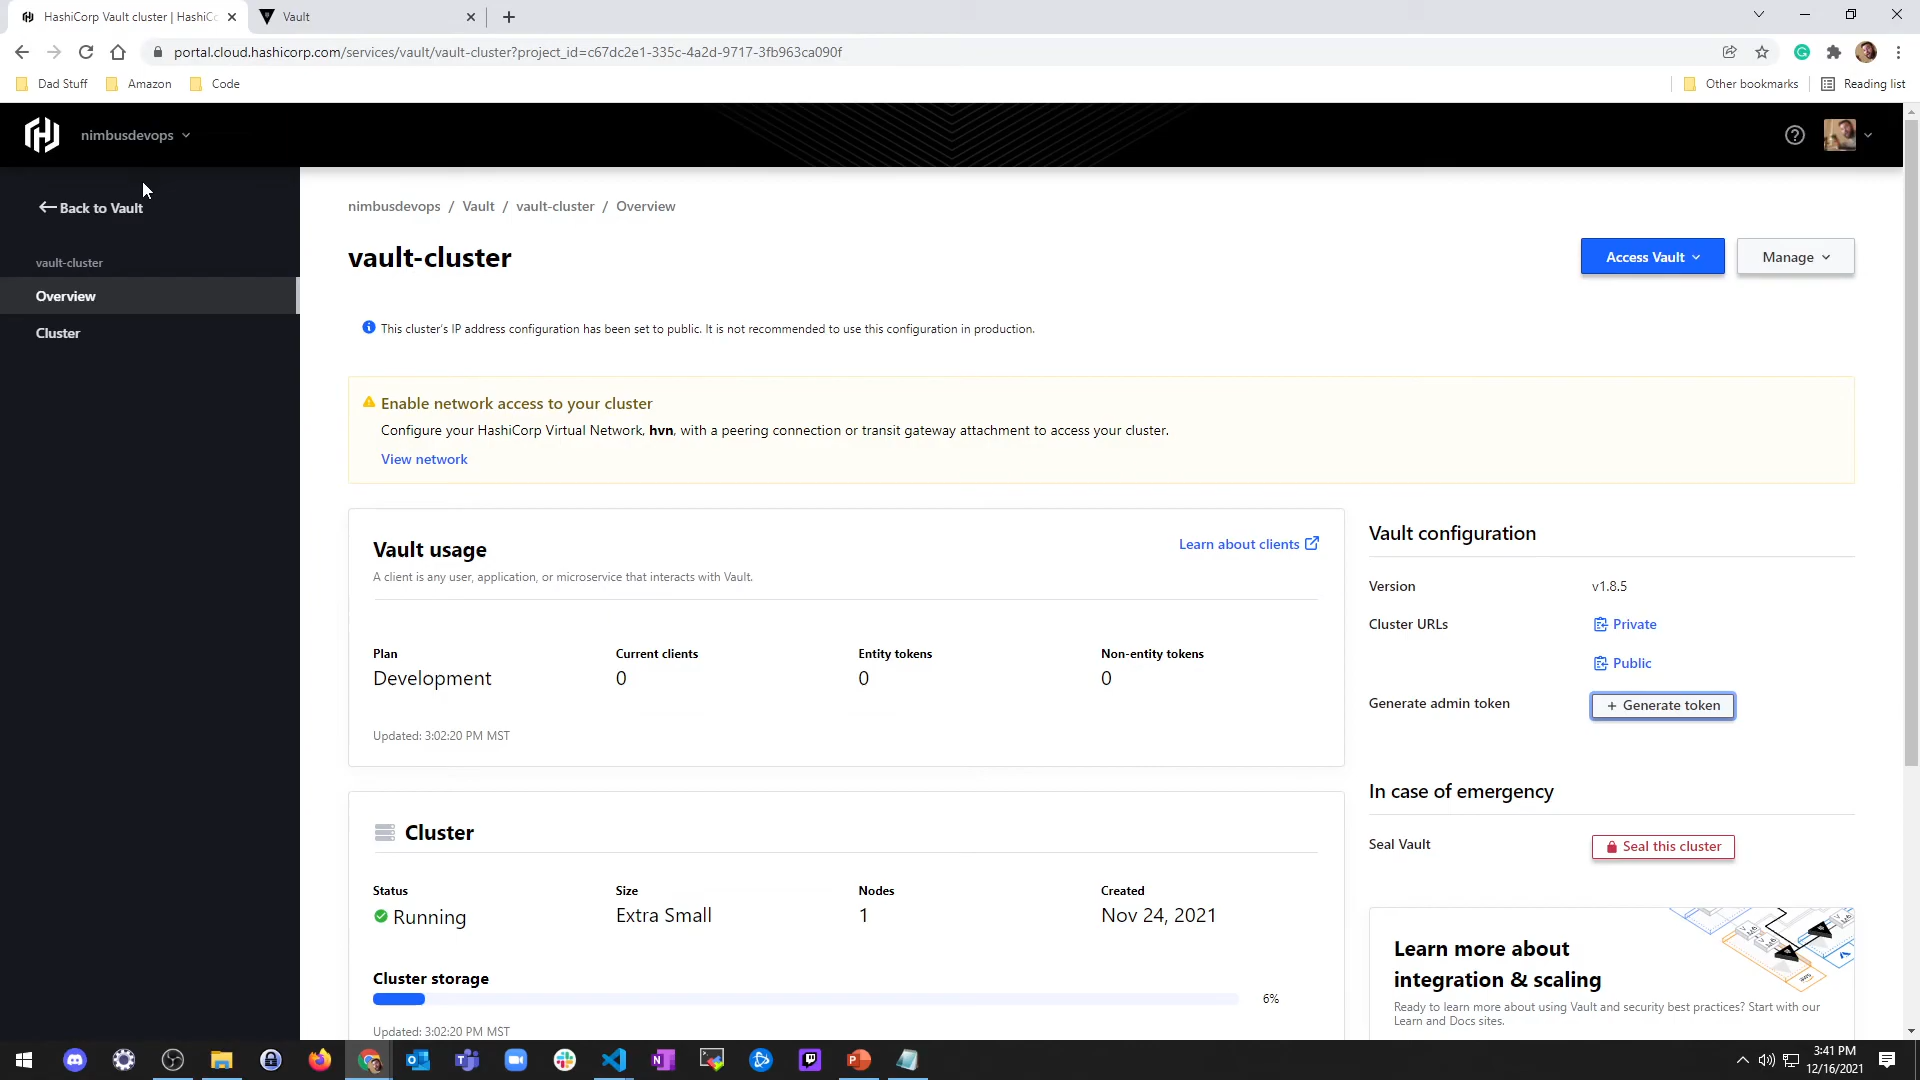 HashiCorp Vault cluster | HashiC
Vault
portal.cloud.hashicorp.com/services/vault/vault-cluster?project_id=c67dc2e1-335c-4a2d-9717-3fb963ca090f
Dad Stuff
Amazon
Code
Other bookmarks
Reading list
nimbusdevops
Back to Vault
vault-cluster
Overview
Cluster
nimbusdevops / Vault / vault-cluster / Overview
vault-cluster
Access Vault
Manage
This cluster's IP address configuration has been set to public. It is not recommended to use this configuration in production.
Enable network access to your cluster
Configure your HashiCorp Virtual Network, hvn, with a peering connection or transit gateway attachment to access your cluster.
View network
Vault usage
Learn about clients
A client is any user, application, or microservice that interacts with Vault.
Plan
Development
Current clients
0
Entity tokens
0
Non-entity tokens
0
Updated: 3:02:20 PM MST
Vault configuration
Version
v1.8.5
Cluster URLs
Private
Public
Generate admin token
+ Generate token
In case of emergency
Seal Vault
Seal this cluster
Cluster
Status
Running
Size
Extra Small
Nodes
1
Created
Nov 24, 2021
Cluster storage
6%
Updated: 3:02:20 PM MST
Learn more about
integration & scaling
Ready to learn more about using Vault and security best practices? Start with our
Learn and Docs sites.
3:41 PM
12/16/2021